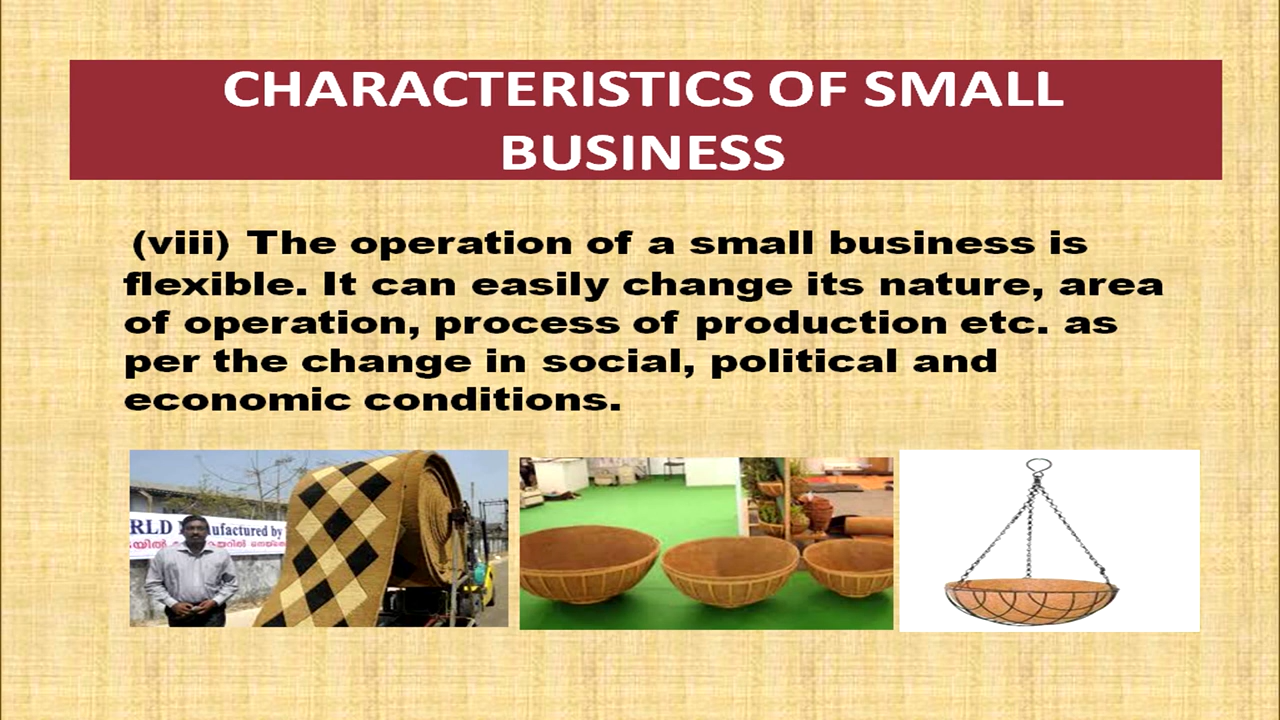 CHARACTERISTICS OF SMALL
BUSINESS
(viii) The operation of a small business is
flexible. It can easily change its nature, area
of operation, process of production etc. as
per the change in social, political and
economic conditions.
RLD Manufactured by